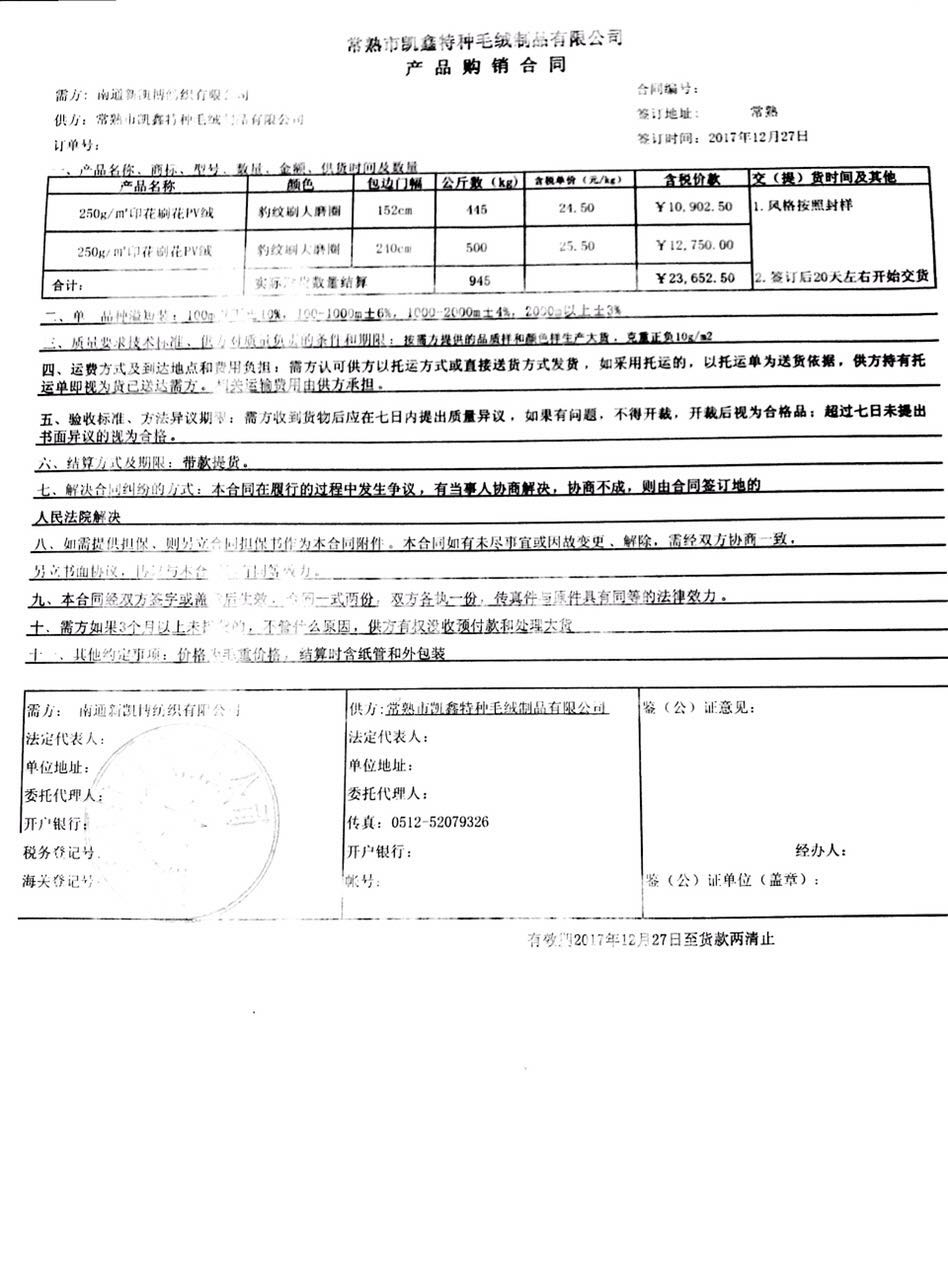 常熟市凯鑫特种毛绒制品有限公司
产品购销合同
需方：南通新凯博纺织有限公司
合同编号：
供方：常熟市凯鑫特种毛绒制品有限公司
签订地址： 常熟
订单号：
签订时间：2017年12月27日
一、产品名称、商标、型号、数量、金额、供货时间及数量
产品名称 颜色 包边门幅 公斤数（kg） 含税单价（元/kg） 含税价款 交（提）货时间及其他
250g/㎡印花刷花PV绒 豹纹刷大磨圈 152cm 445 24.50 ￥10,902.50 1.风格按照封样
250g/㎡印花刷花PV绒 豹纹刷大磨圈 240cm 500 25.50 ￥12,750.00
合计： 实际 数量结算 945 ￥23,652.50 2.签订后20天左右开始交货
二、单 品种溢短装：100m 10%，100-1000m±6%，1000-2000m±4%，2000m以上±3%
三、质量要求技术标准、供方对质量负责的条件和期限：按需方提供的品质样和颜色样生产大货，克重正负10g/m2
四、运费方式及到达地点和费用负担：需方认可供方以托运方式或直接送货方式发货，如采用托运的，以托运单为送货依据，供方持有托
运单即视为货已送达需方。 运输费用由供方承担。
五、验收标准、方法异议期限：需方收到货物后应在七日内提出质量异议，如果有问题，不得开裁，开裁后视为合格品；超过七日未提出
书面异议的视为合格。
六、结算方式及期限：带款提货。
七、解决合同纠纷的方式：本合同在履行的过程中发生争议，有当事人协商解决，协商不成，则由合同签订地的
人民法院解决
八、如需提供担保、则另立合同担保书作为本合同附件。本合同如有未尽事宜或因故变更、解除，需经双方协商一致，
另立书面协议， 与本合 有同等效力。
九、本合同经双方签字或盖 后生效，合同一式两份，双方各执一份，传真件与原件具有同等的法律效力。
十、需方如果3个月以上未 的，不管什么原因，供方有权没收预付款和处理大货
十一、其他约定事项：价格为毛重价格，结算时含纸管和外包装
需方： 南通新凯博纺织有限公司
供方:常熟市凯鑫特种毛绒制品有限公司
鉴（公）证意见：
法定代表人：
法定代表人：
单位地址：
单位地址：
委托代理人：
委托代理人：
开户银行：
传真：0512-52079326
税务登记号
开户银行：
经办人：
海关登记号
帐号：
鉴（公）证单位（盖章）：
有效期2017年12月27日至货款两清止